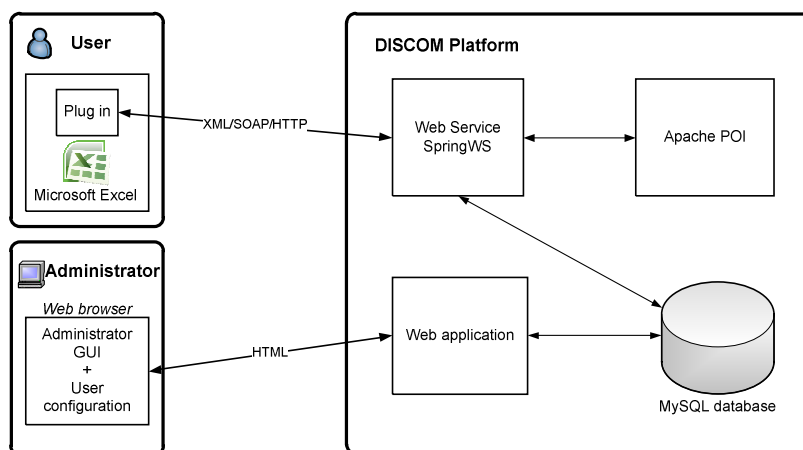 User
Plug in
Microsoft Excel
XML/SOAP/HTTP
DISCOM Platform
Web Service
SpringWS
Apache POI
Administrator
Web browser
Administrator
GUI
+
User
configuration
HTML
Web application
MySQL database